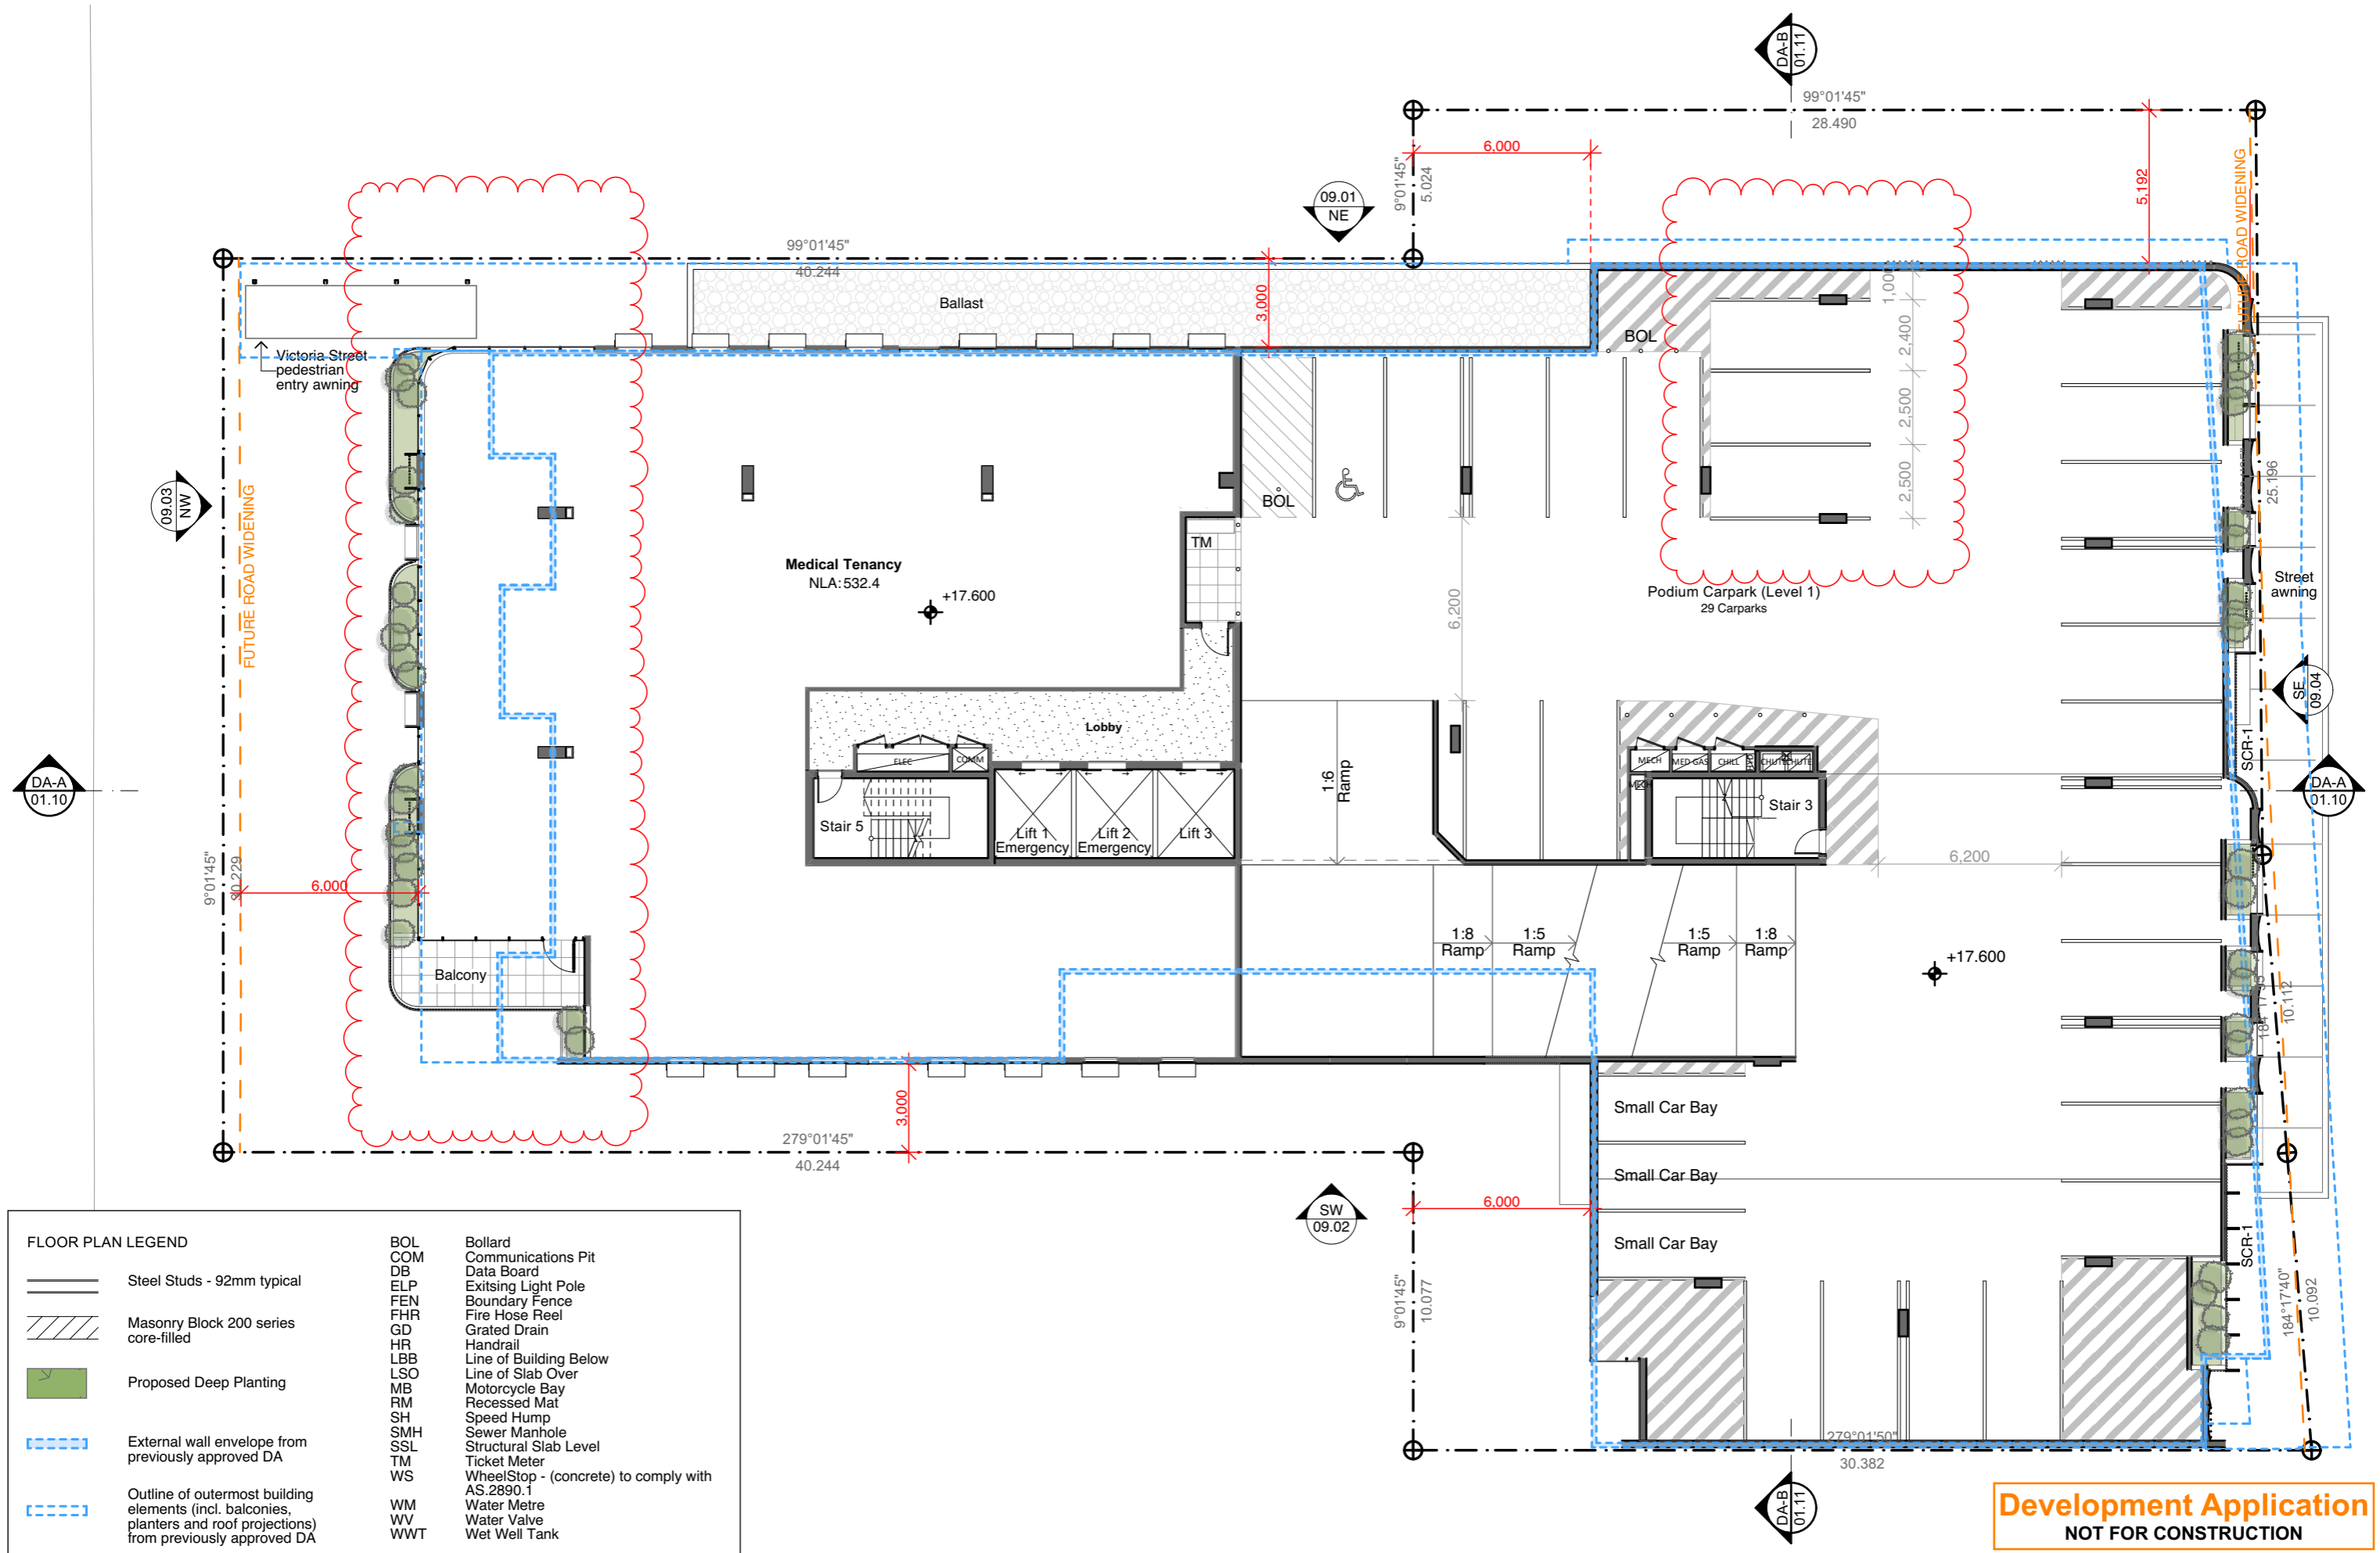 DA-B
01.11
99°01'45"
28.490
6,000
9°01'45"
5.024
5,192
FUTURE ROAD WIDENING
09.01
NE
99°01'45"
40.244
3,000
Ballast
1,000
BOL
2,400
2,500
2,500
Victoria Street
pedestrian
entry awning
09.03
NW
FUTURE ROAD WIDENING
BOL
25.196
TM
Medical Tenancy
NLA: 532.4
+17.600
6,200
Podium Carpark (Level 1)
29 Carparks
Street
awning
SE
09.04
Lobby
ELEC
COMM
1:6
Ramp
MECH
MED GAS
CHILL
CHUTE
CHUTE
MECH
SCR-1
DA-A
01.10
DA-A
01.10
Stair 5
Lift 1
Emergency
Lift 2
Emergency
Lift 3
Stair 3
6,200
9°01'45"
30.229
6,000
1:8
Ramp
1:5
Ramp
1:5
Ramp
1:8
Ramp
+17.600
Balcony
10.112
3,000
279°01'45"
40.244
Small Car Bay
Small Car Bay
Small Car Bay
6,000
SW
09.02
9°01'45"
10.077
SCR-1
184°17'40"
10.092
279°01'50"
30.382
DA-B
01.11
FLOOR PLAN LEGEND
Steel Studs - 92mm typical
Masonry Block 200 series
core-filled
Proposed Deep Planting
External wall envelope from
previously approved DA
Outline of outermost building
elements (incl. balconies,
planters and roof projections)
from previously approved DA
BOL Bollard
COM Communications Pit
DB Data Board
ELP Exitsing Light Pole
FEN Boundary Fence
FHR Fire Hose Reel
GD Grated Drain
HR Handrail
LBB Line of Building Below
LSO Line of Slab Over
MB Motorcycle Bay
RM Recessed Mat
SH Speed Hump
SMH Sewer Manhole
SSL Structural Slab Level
TM Ticket Meter
WS WheelStop - (concrete) to comply with
AS.2890.1
WM Water Metre
WV Water Valve
WWT Wet Well Tank
Development Application
NOT FOR CONSTRUCTION